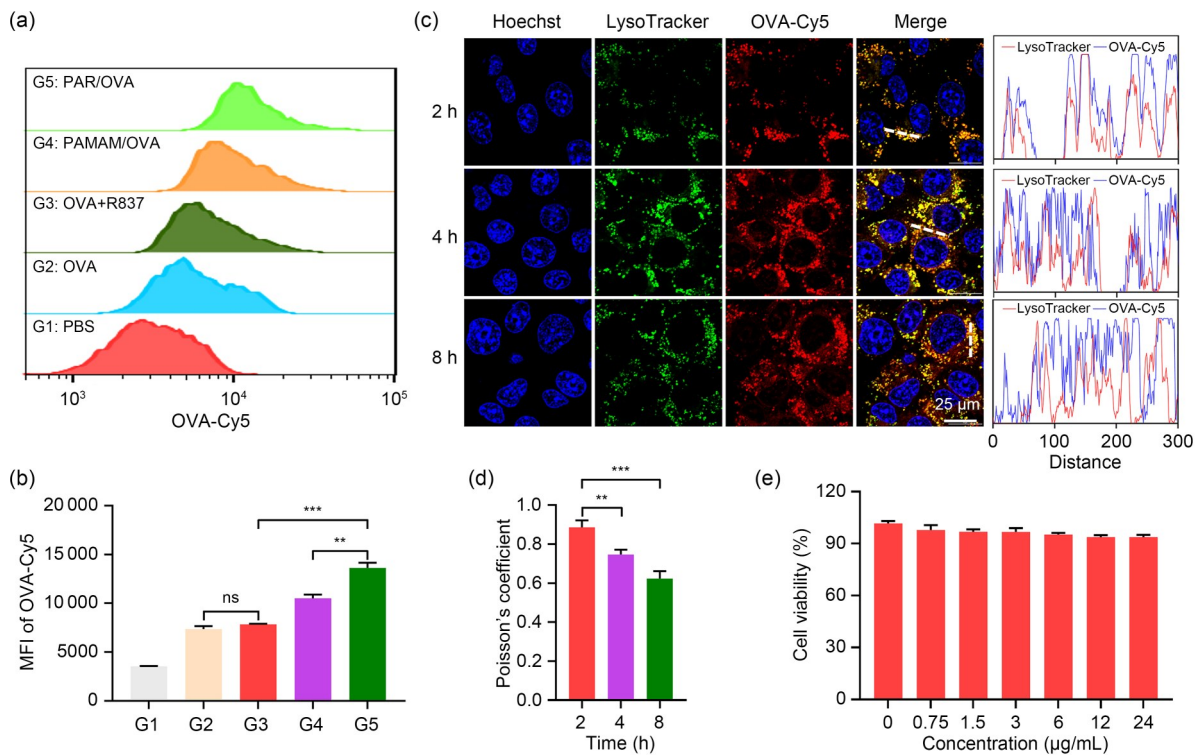 (a)
G5: PAR/OVA
G4: PAMAM/OVA
G3: OVA+R837
G2: OVA
G1: PBS
10³ 10⁴ 10⁵
OVA-Cy5
(c)
Hoechst LysoTracker OVA-Cy5 Merge
2 h
LysoTracker OVA-Cy5
4 h
LysoTracker OVA-Cy5
8 h
25 μm
LysoTracker OVA-Cy5
0 100 200 300
Distance
(b)
MFI of OVA-Cy5
20 000
15 000
10 000
5000
0
ns
***
**
G1 G2 G3 G4 G5
(d)
Poisson's coefficient
1.0
0.8
0.6
0.4
0.2
0.0
***
**
2 4 8
Time (h)
(e)
Cell viability (%)
120
90
60
30
0
0 0.75 1.5 3 6 12 24
Concentration (μg/mL)